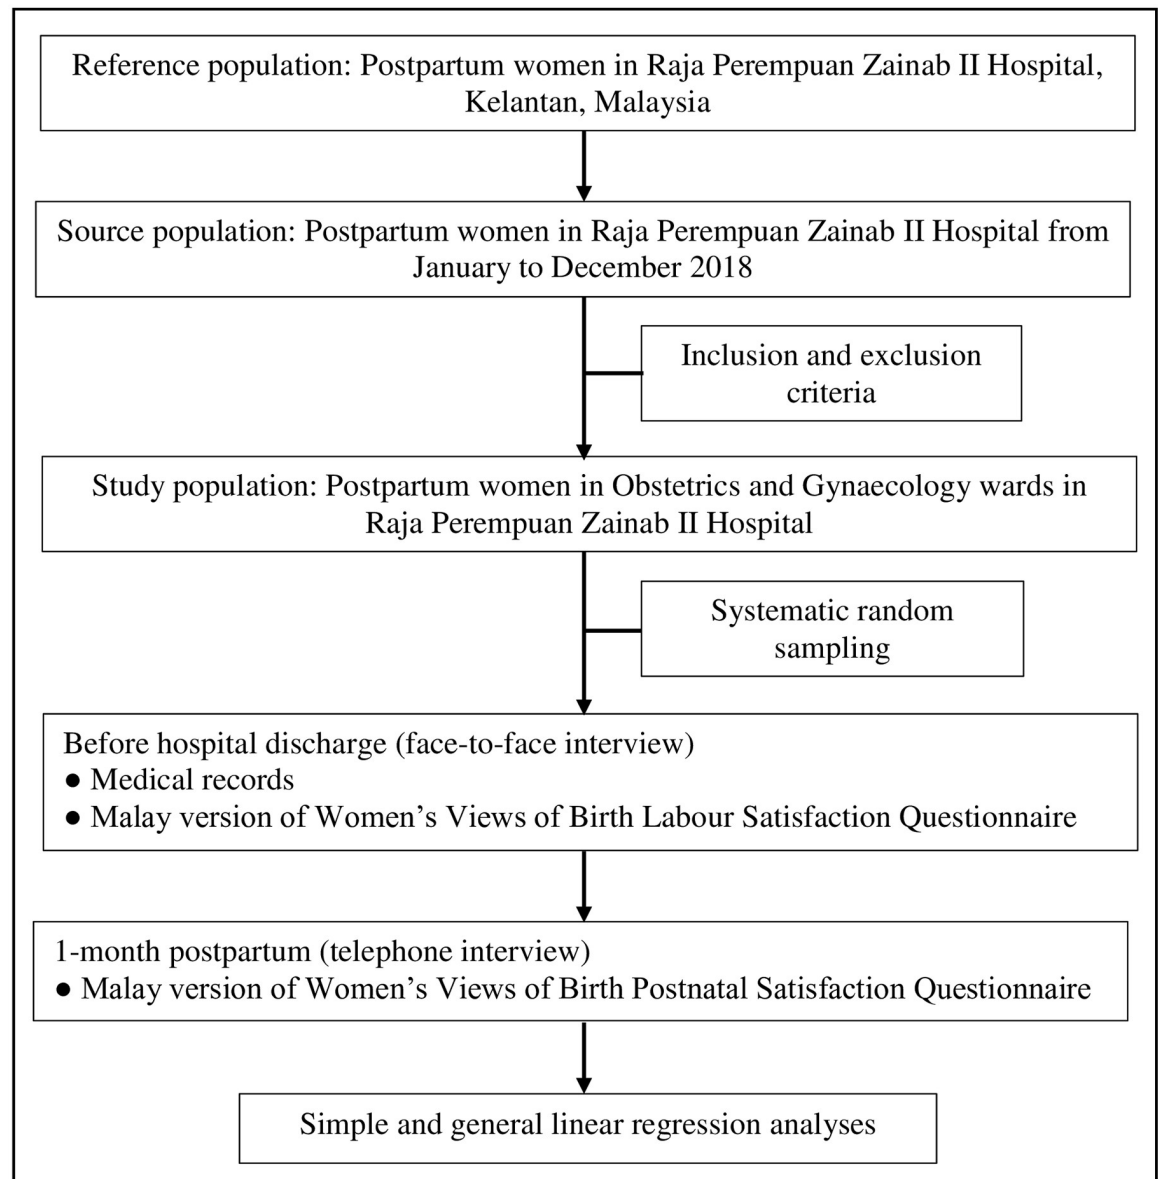 Reference population: Postpartum women in Raja Perempuan Zainab II Hospital,
Kelantan, Malaysia
Source population: Postpartum women in Raja Perempuan Zainab II Hospital from
January to December 2018
Inclusion and exclusion
criteria
Study population: Postpartum women in Obstetrics and Gynaecology wards in
Raja Perempuan Zainab II Hospital
Systematic random
sampling
Before hospital discharge (face-to-face interview)
● Medical records
● Malay version of Women’s Views of Birth Labour Satisfaction Questionnaire
1-month postpartum (telephone interview)
● Malay version of Women’s Views of Birth Postnatal Satisfaction Questionnaire
Simple and general linear regression analyses